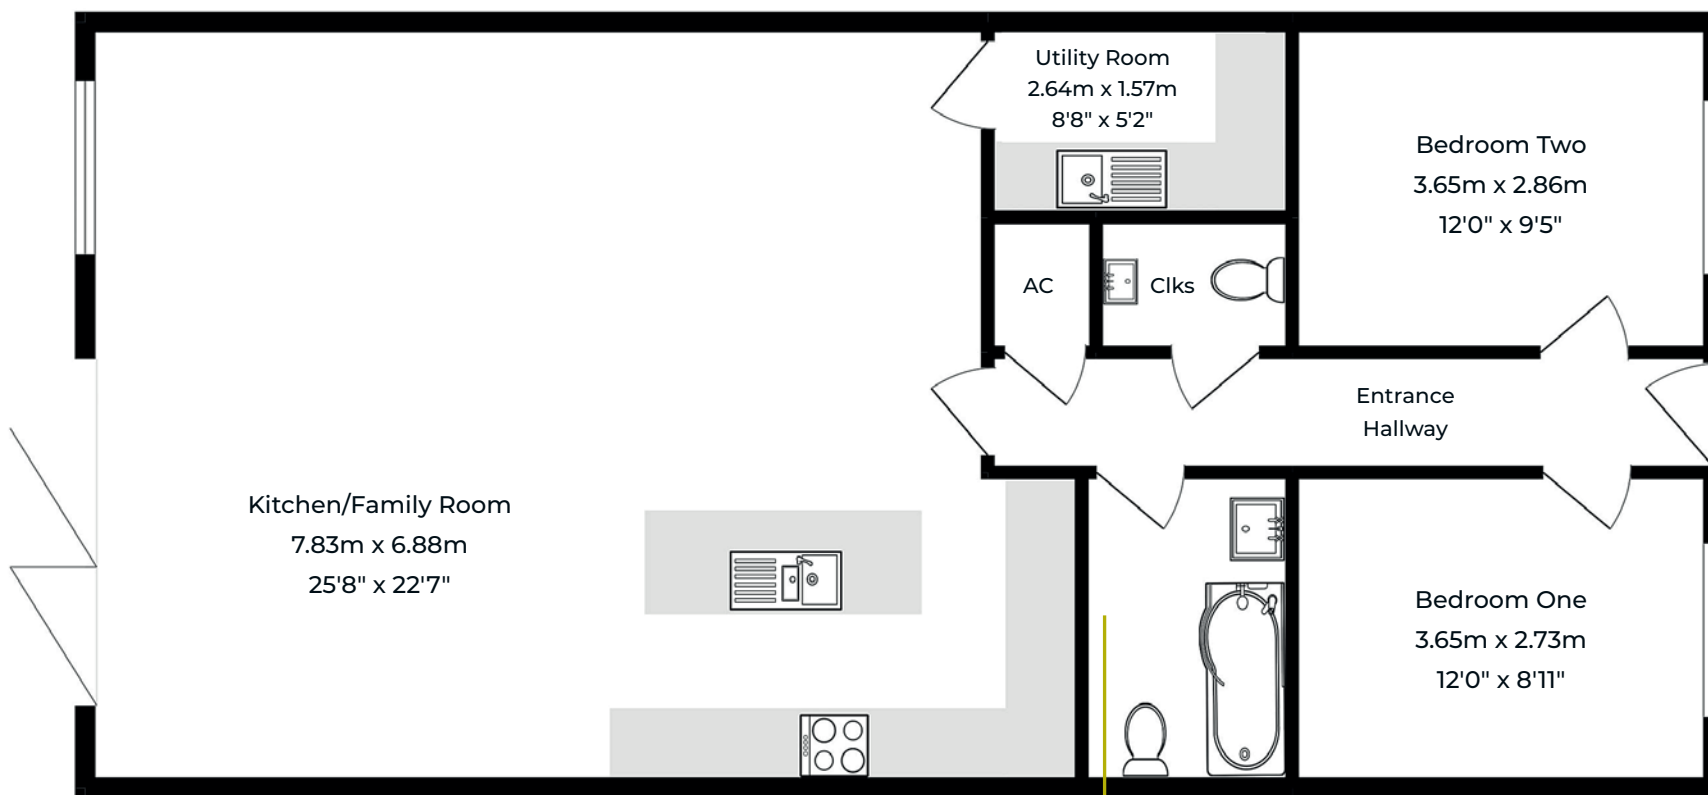 Utility Room
2.64m x 1.57m
8'8" x 5'2"
Bedroom Two
3.65m x 2.86m
12'0" x 9'5"
AC
Clks
Entrance
Hallway
Kitchen/Family Room
7.83m x 6.88m
25'8" x 22'7"
Bedroom One
3.65m x 2.73m
12'0" x 8'11"